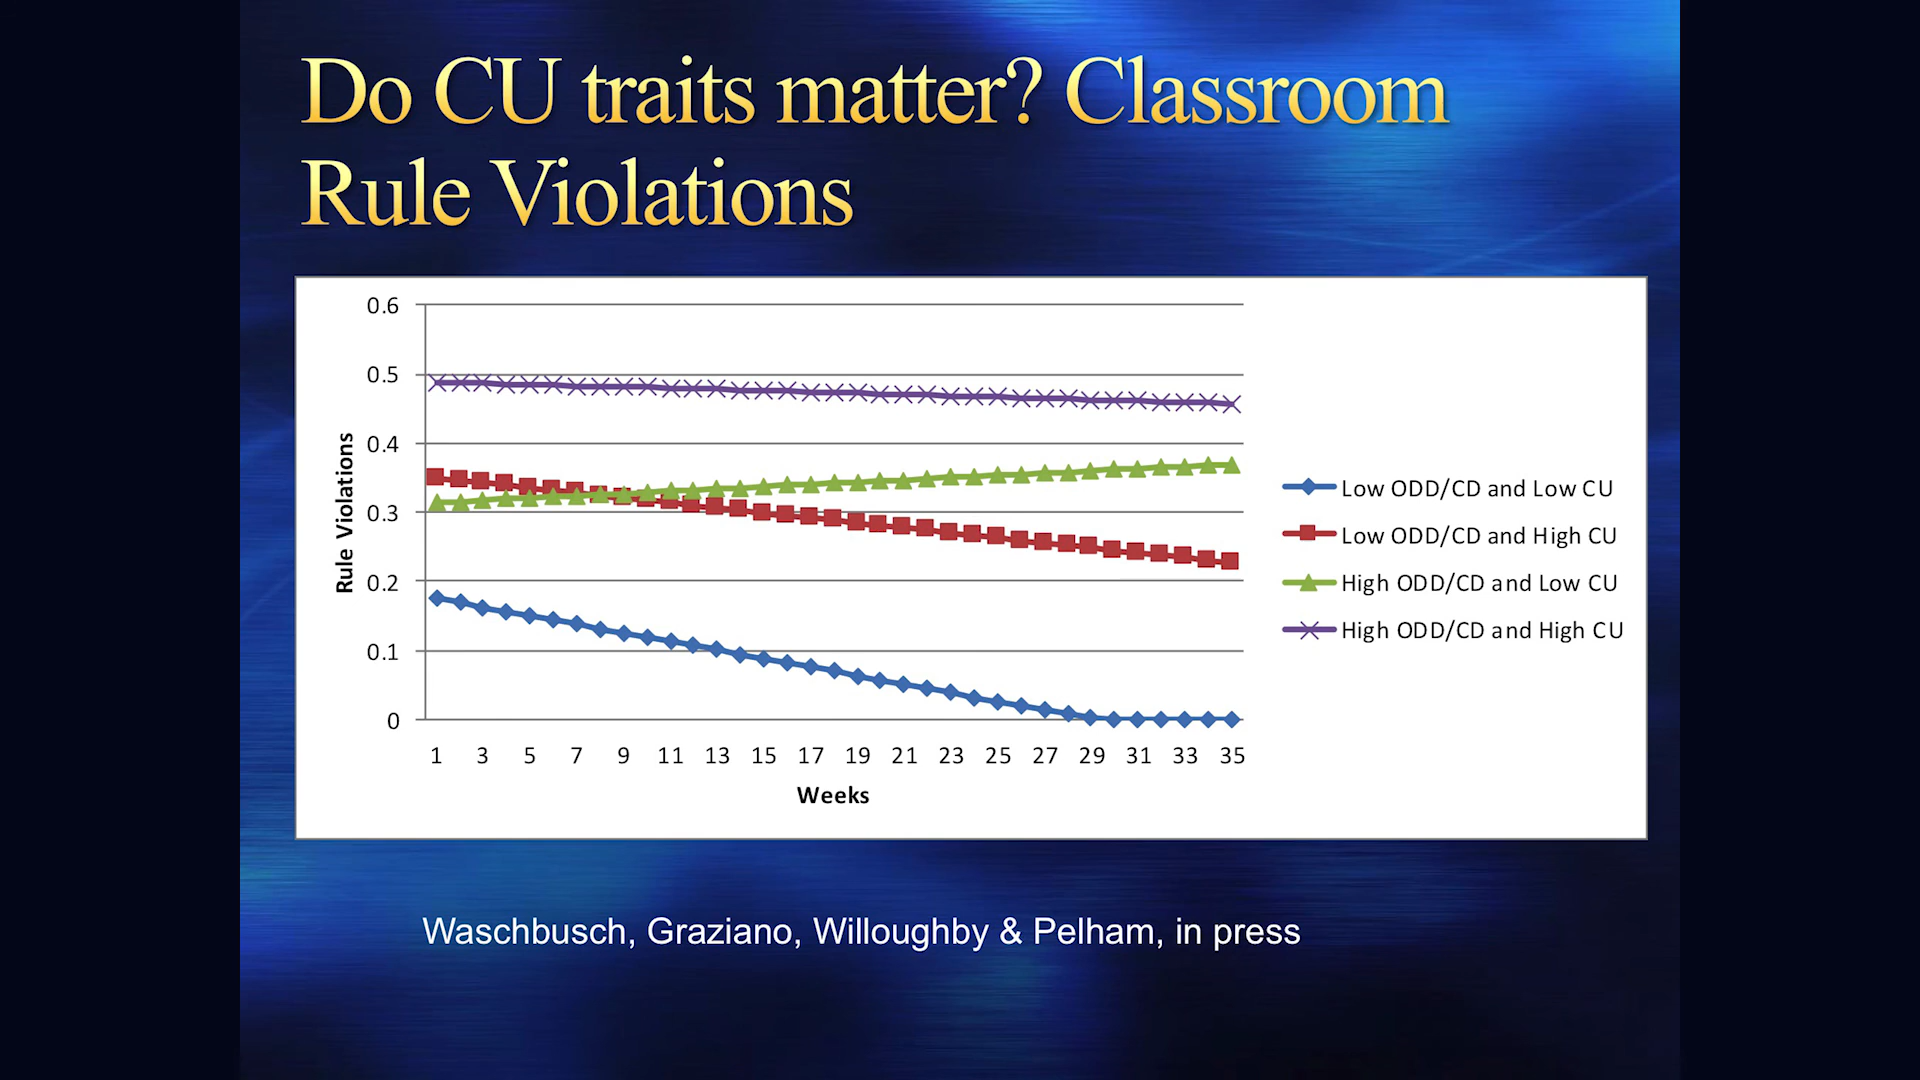 Do CU traits matter? Classroom
Rule Violations
0.6
0.5
0.4
0.3
0.2
0.1
0
Rule Violations
1 3 5 7 9 11 13 15 17 19 21 23 25 27 29 31 33 35
Weeks
Low ODD/CD and Low CU
Low ODD/CD and High CU
High ODD/CD and Low CU
High ODD/CD and High CU
Waschbusch, Graziano, Willoughby & Pelham, in press